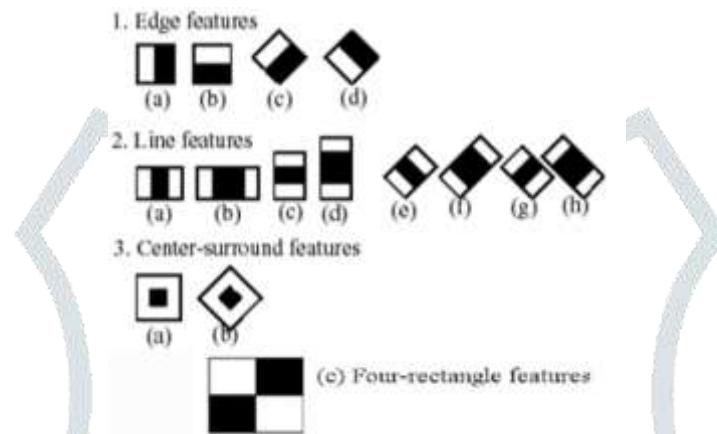 1. Edge features
(a) (b) (c) (d)
2. Line features
(a) (b) (c) (d) (e) (f) (g) (h)
3. Center-surround features
(a) (b)
(c) Four-rectangle features